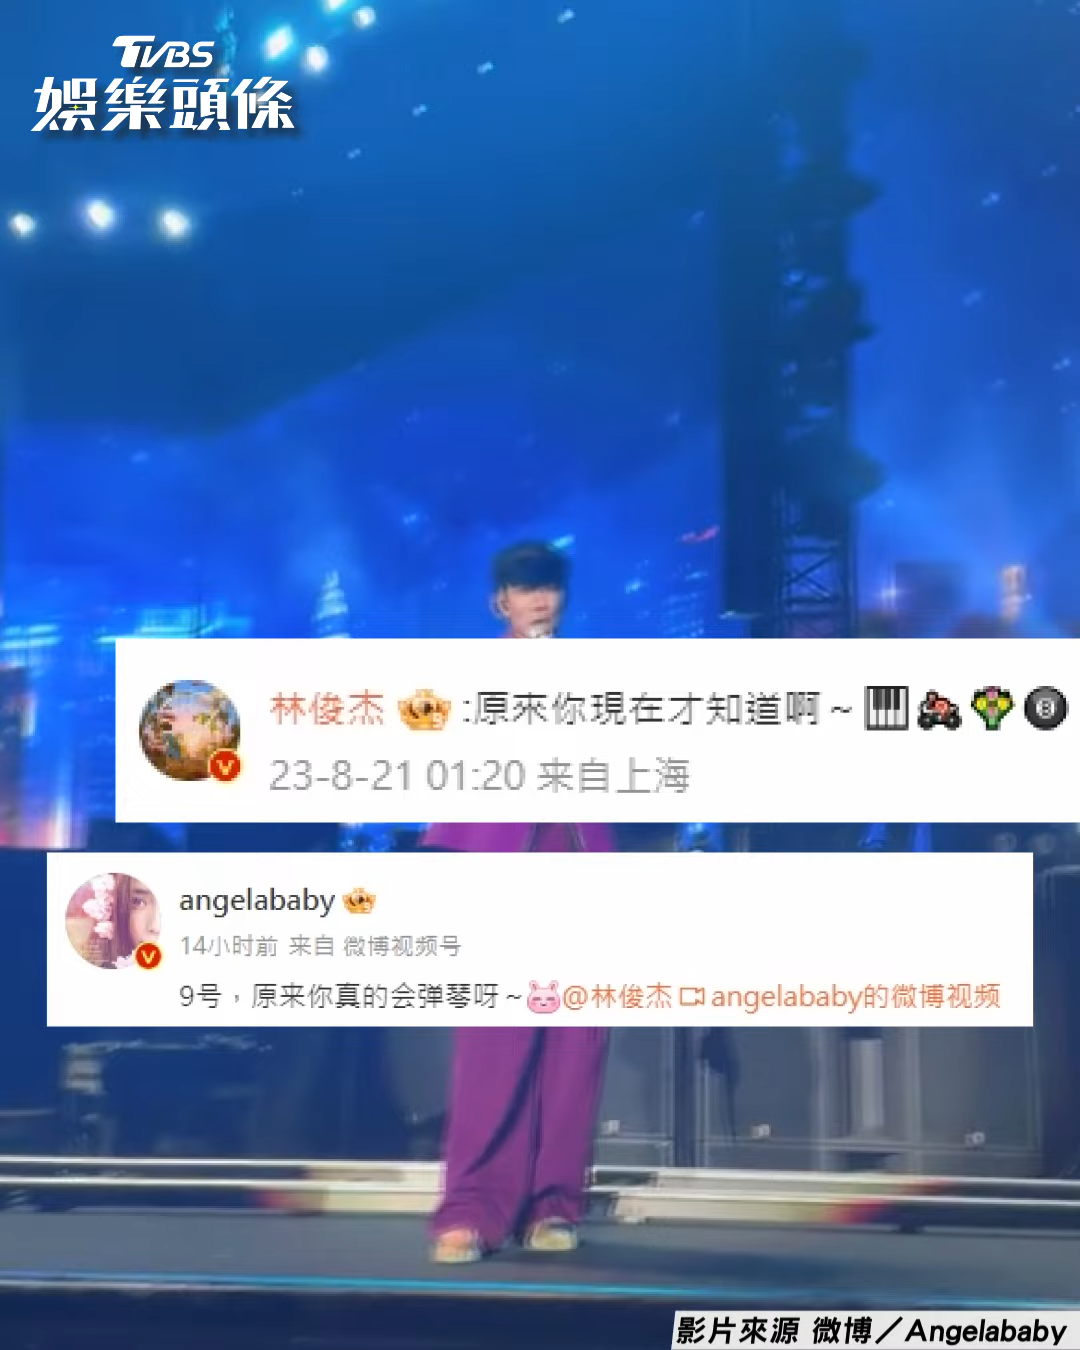 TVBS
娛樂頭條
林俊杰 :原來你現在才知道啊~
23-8-21 01:20 来自上海
angelababy
14小时前 来自 微博视频号
9号，原来你真的会弹琴呀~@林俊杰 angelababy的微博视频
影片來源 微博／Angelababy